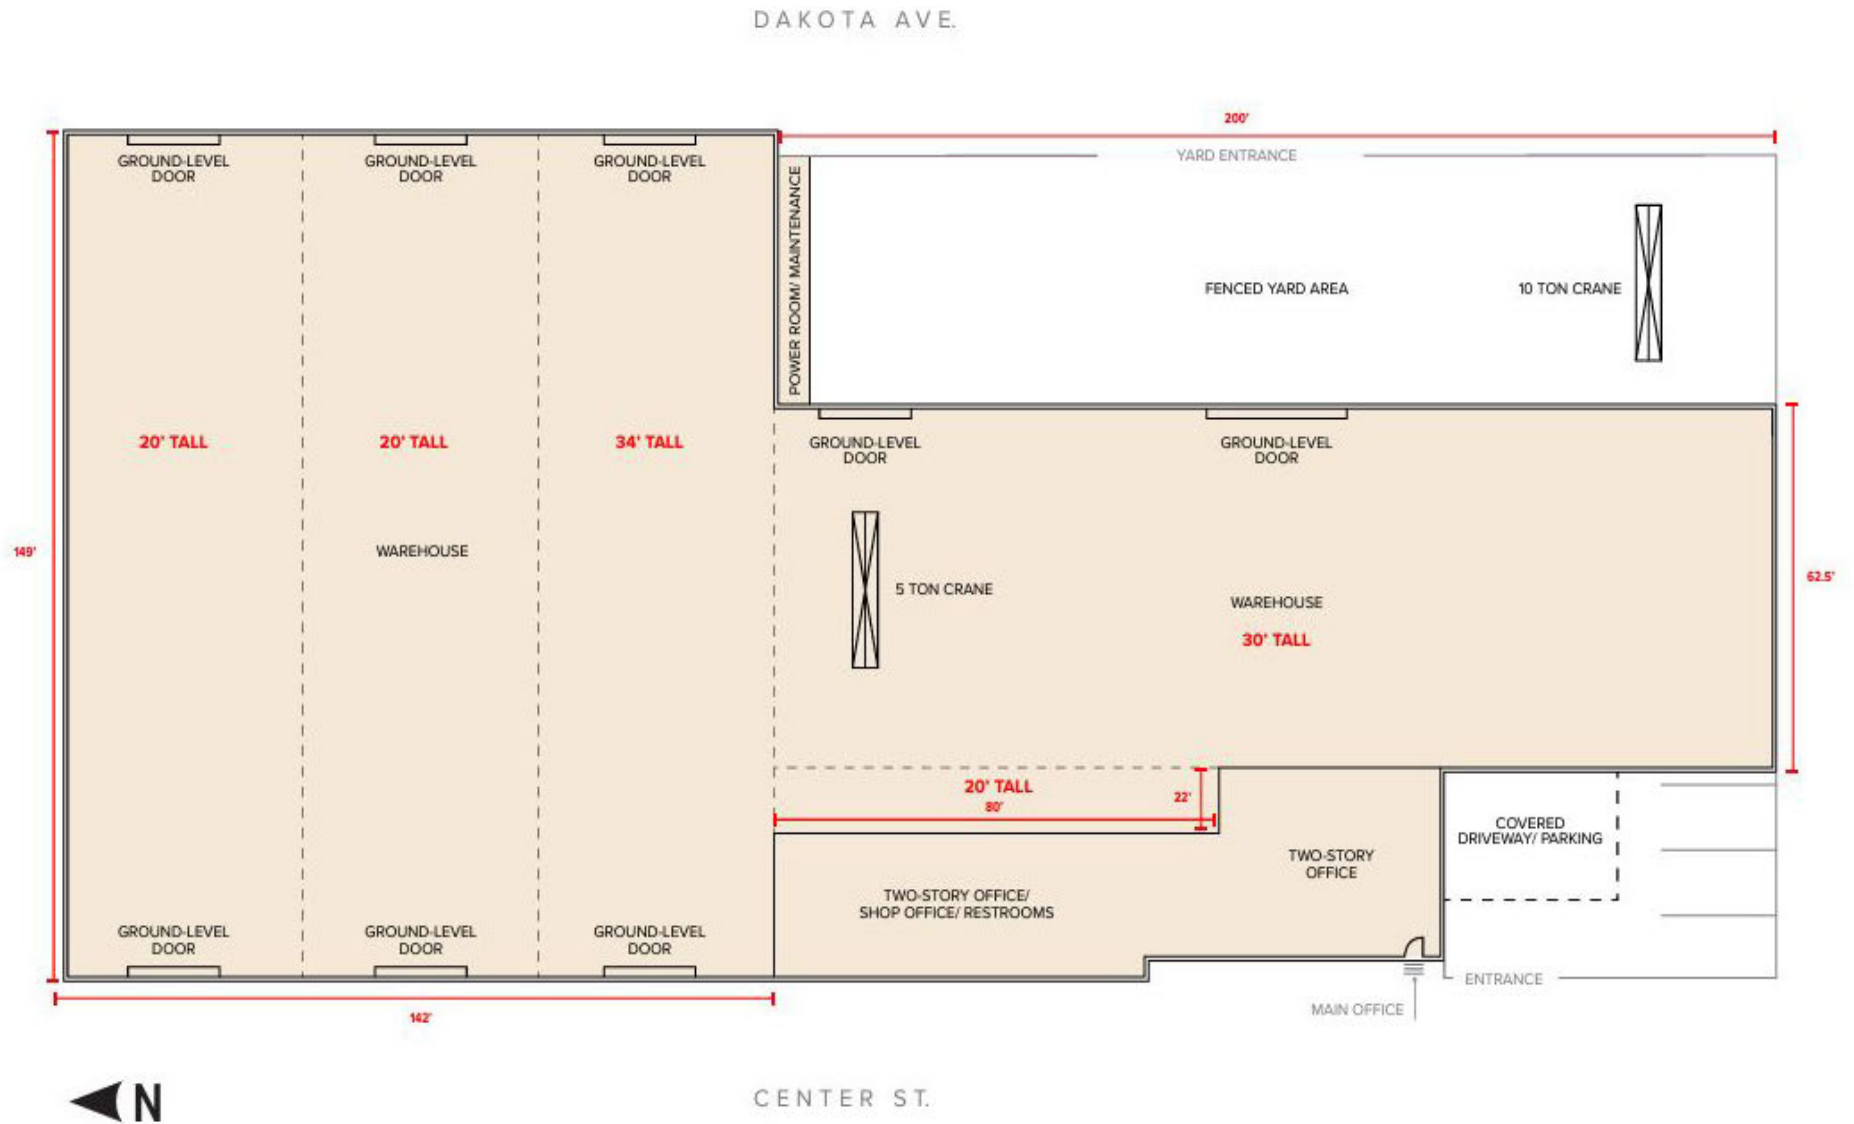 DAKOTA AVE.
200'
YARD ENTRANCE
GROUND-LEVEL
DOOR
GROUND-LEVEL
DOOR
GROUND-LEVEL
DOOR
POWER ROOM/ MAINTENANCE
FENCED YARD AREA
10 TON CRANE
20' TALL
20' TALL
34' TALL
GROUND-LEVEL
DOOR
GROUND-LEVEL
DOOR
149'
WAREHOUSE
5 TON CRANE
WAREHOUSE
30' TALL
62.5'
20' TALL
80'
22'
COVERED
DRIVEWAY/ PARKING
TWO-STORY
OFFICE
TWO-STORY OFFICE/
SHOP OFFICE/ RESTROOMS
GROUND-LEVEL
DOOR
GROUND-LEVEL
DOOR
GROUND-LEVEL
DOOR
ENTRANCE
MAIN OFFICE
142'
N
CENTER ST.